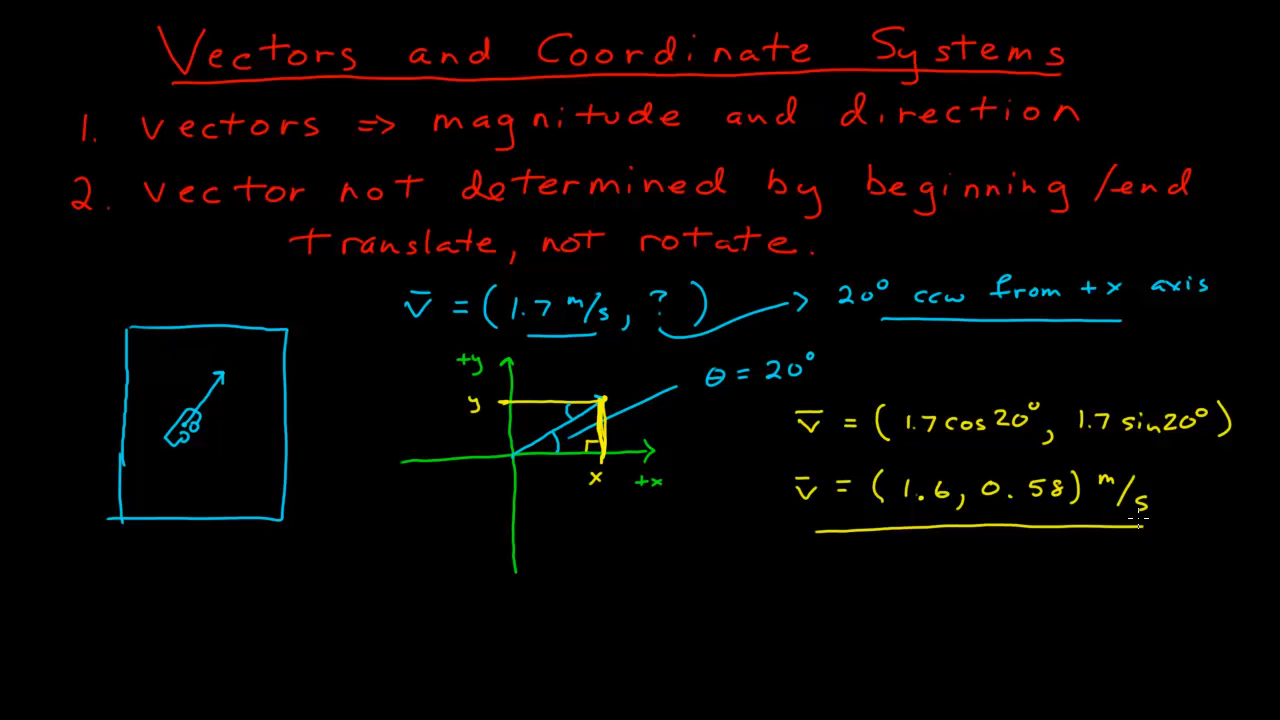 Vectors and Coordinate Systems
1. vectors => magnitude and direction
2. vector not determined by beginning/end
translate, not rotate.
v̅ = (1.7 m/s, ?) → 20° ccw from +x axis
+y
θ = 20°
y
x
+x
v̅ = (1.7 cos 20°, 1.7 sin 20°)
v̅ = (1.6, 0.58) m/s